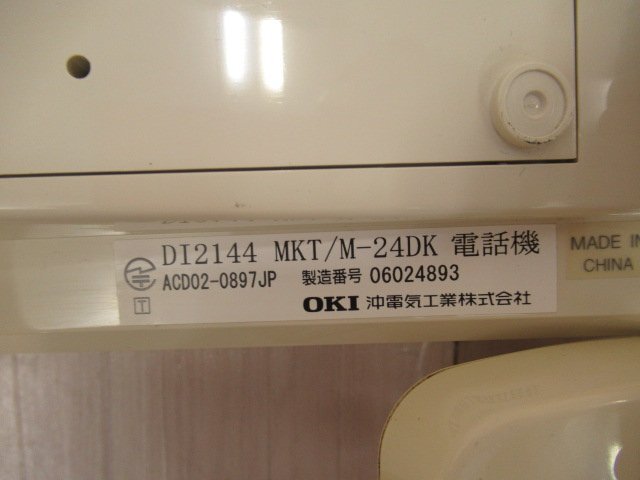 DI2144 MKT/M-24DK 電話機
ACD02-0897JP 製造番号 06024893
T
OKI 沖電気工業株式会社
MADE IN
CHINA